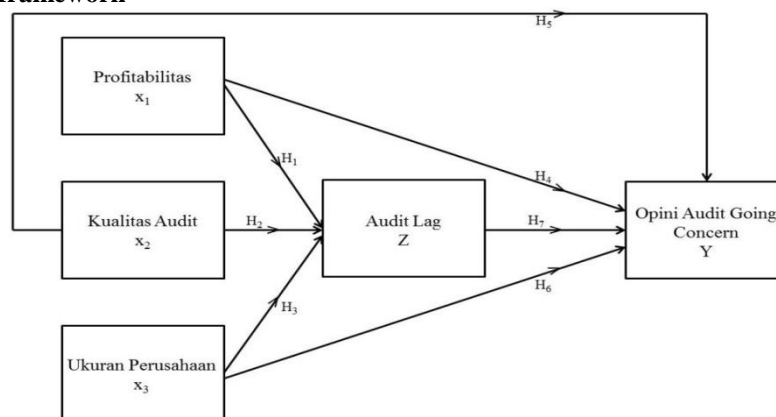 framework
H₅
Profitabilitas
x₁
H₁
H₄
Kualitas Audit
x₂
H₂
Audit Lag
Z
H₇
Opini Audit Going
Concern
Y
H₃
H₆
Ukuran Perusahaan
x₃